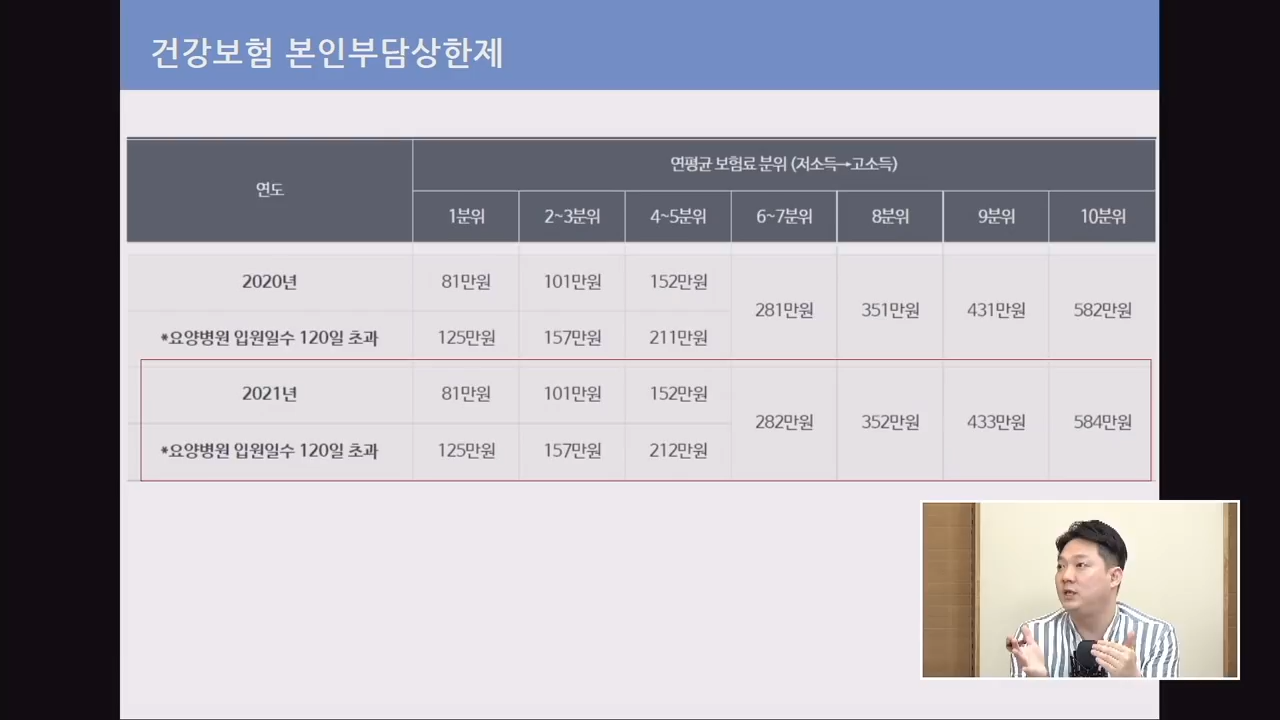 건강보험 본인부담상한제
연도
연평균 보험료 분위 (저소득→고소득)
1분위 2~3분위 4~5분위 6~7분위 8분위 9분위 10분위
2020년 81만원 101만원 152만원 281만원 351만원 431만원 582만원
*요양병원 입원일수 120일 초과 125만원 157만원 211만원
2021년 81만원 101만원 152만원 282만원 352만원 433만원 584만원
*요양병원 입원일수 120일 초과 125만원 157만원 212만원